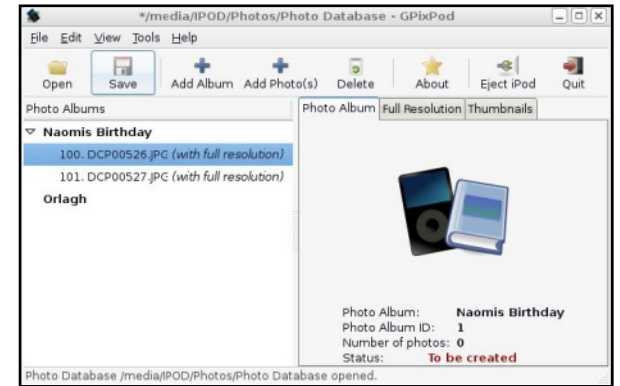 */media/IPOD/Photos/Photo Database - GPixPod
File Edit View Tools Help
Open Save Add Album Add Photo(s) Delete About Eject iPod Quit
Photo Albums
Photo Album Full Resolution Thumbnails
Naomis Birthday
100. DCP00526.JPG (with full resolution)
101. DCP00527.JPG (with full resolution)
Orlagh
Photo Album: Naomis Birthday
Photo Album ID: 1
Number of photos: 0
Status: To be created
Photo Database /media/IPOD/Photos/Photo Database opened.